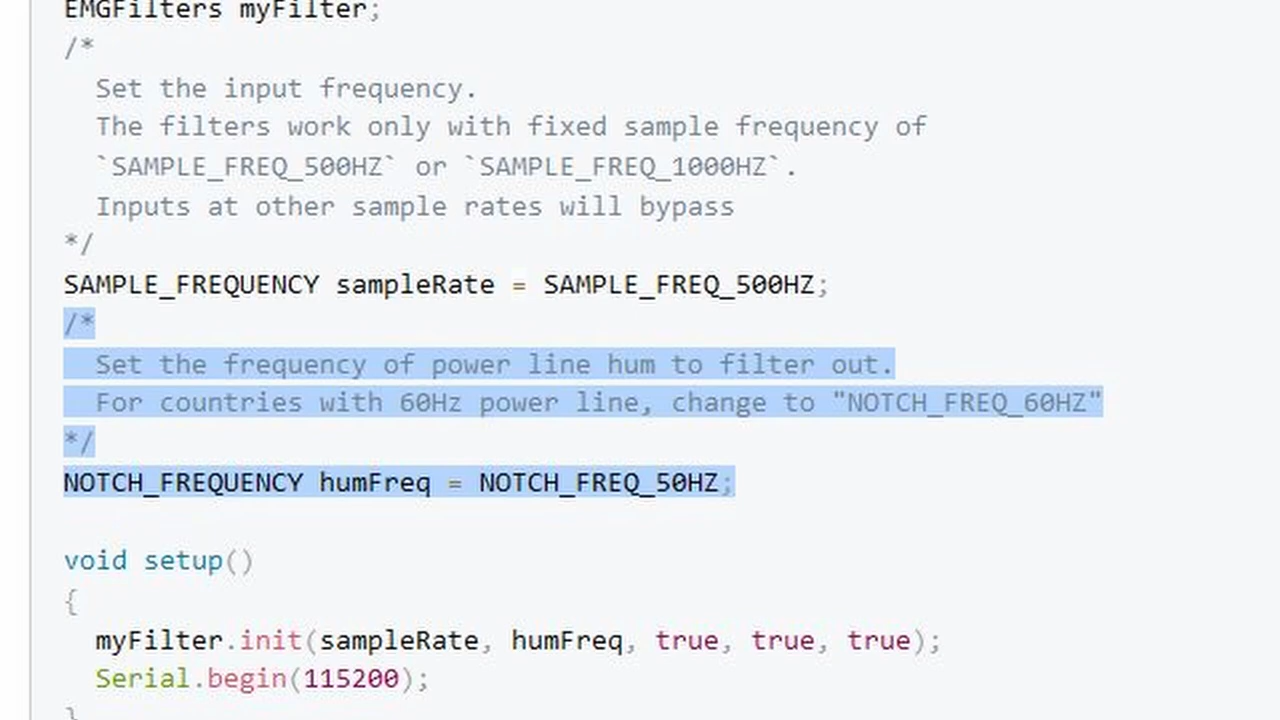 EMGFilters myFilter;
/*
  Set the input frequency.
  The filters work only with fixed sample frequency of
  `SAMPLE_FREQ_500HZ` or `SAMPLE_FREQ_1000HZ`.
  Inputs at other sample rates will bypass
*/
SAMPLE_FREQUENCY sampleRate = SAMPLE_FREQ_500HZ;
/*
  Set the frequency of power line hum to filter out.
  For countries with 60Hz power line, change to "NOTCH_FREQ_60HZ"
*/
NOTCH_FREQUENCY humFreq = NOTCH_FREQ_50HZ;
void setup()
{
  myFilter.init(sampleRate, humFreq, true, true, true);
  Serial.begin(115200);
}